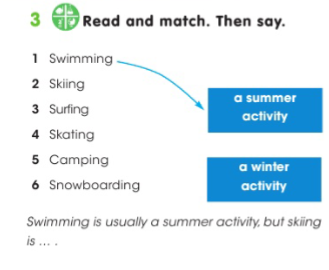 3 Read and match. Then say.
1 Swimming
2 Skiing
3 Surfing
4 Skating
5 Camping
6 Snowboarding
a summer
activity
a winter
activity
Swimming is usually a summer activity, but skiing
is ... .